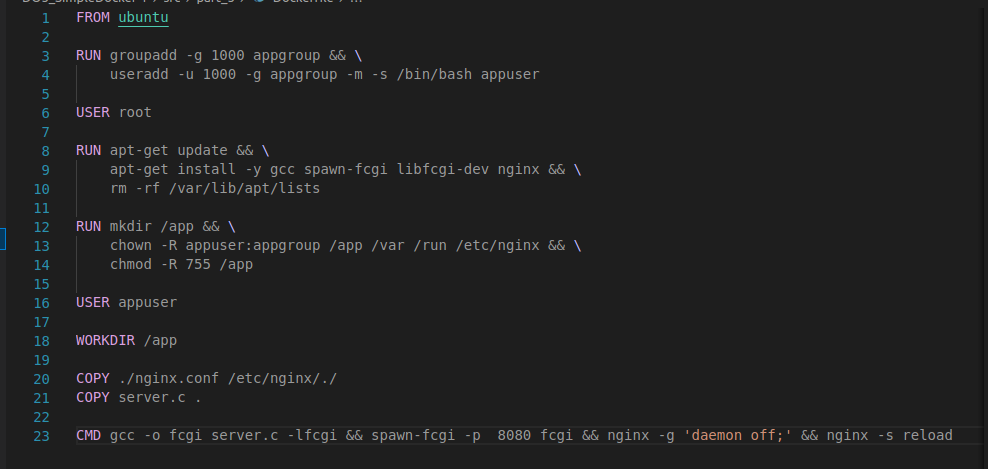 1 FROM ubuntu
2
3 RUN groupadd -g 1000 appgroup && \
4     useradd -u 1000 -g appgroup -m -s /bin/bash appuser
5
6 USER root
7
8 RUN apt-get update && \
9     apt-get install -y gcc spawn-fcgi libfcgi-dev nginx && \
10     rm -rf /var/lib/apt/lists
11
12 RUN mkdir /app && \
13     chown -R appuser:appgroup /app /var /run /etc/nginx && \
14     chmod -R 755 /app
15
16 USER appuser
17
18 WORKDIR /app
19
20 COPY ./nginx.conf /etc/nginx/./
21 COPY server.c .
22
23 CMD gcc -o fcgi server.c -lfcgi && spawn-fcgi -p  8080 fcgi && nginx -g 'daemon off;' && nginx -s reload